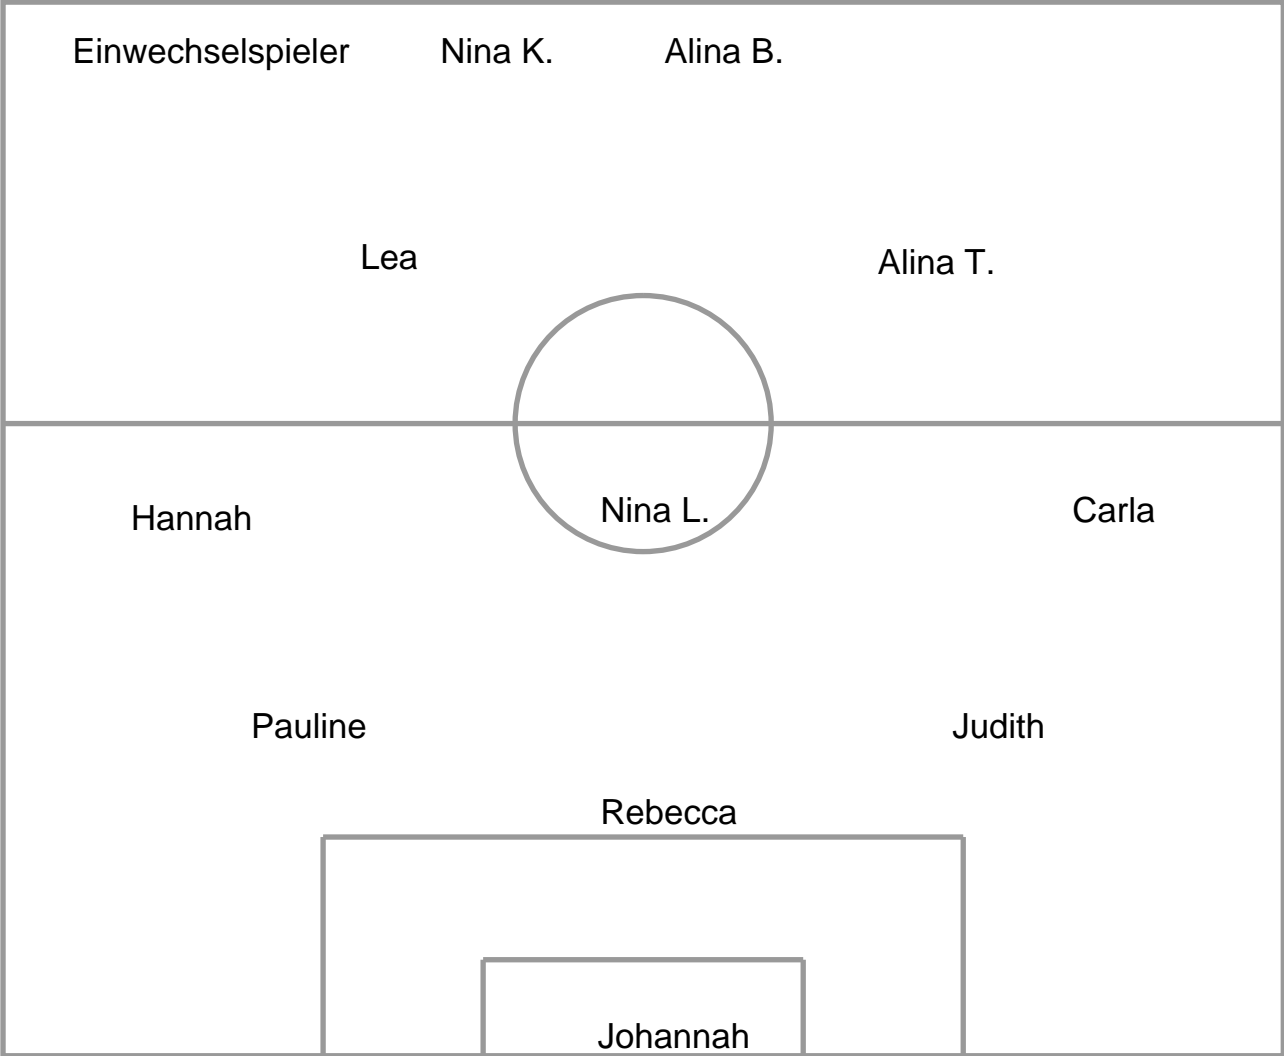 Einwechselspieler Nina K. Alina B.
Lea Alina T.
Hannah Nina L. Carla
Pauline Judith
Rebecca
Johannah